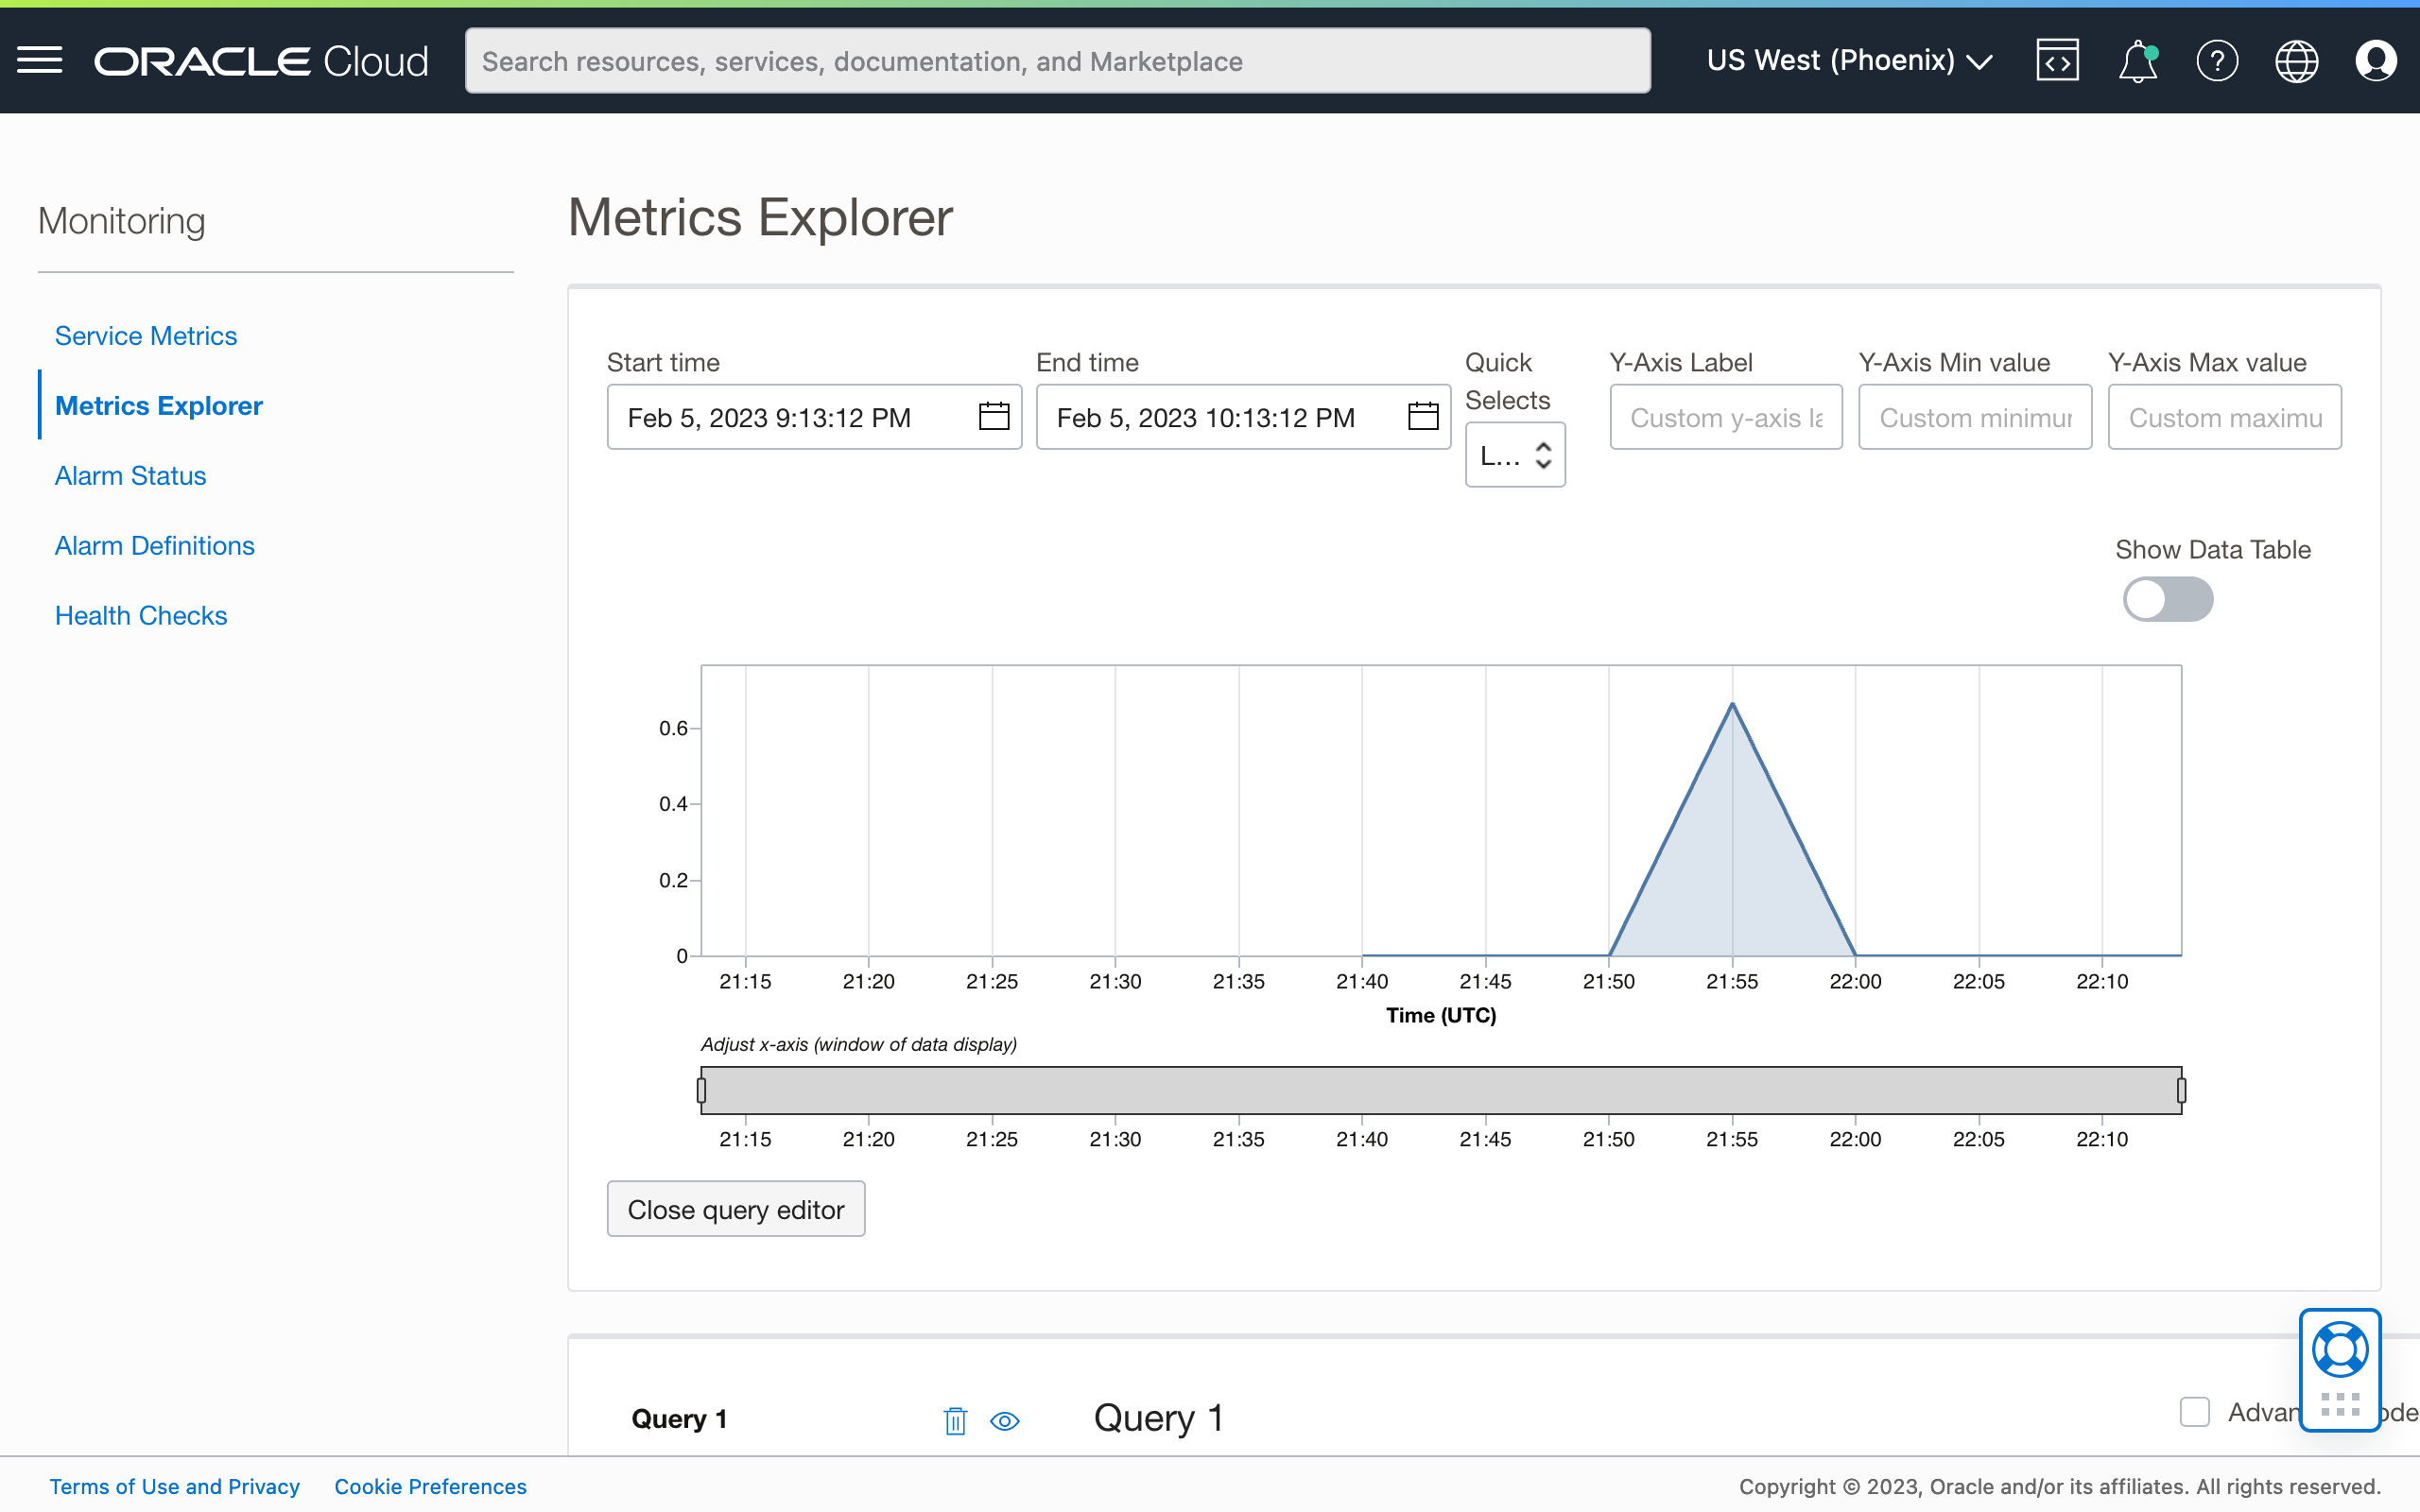 ORACLE Cloud
Search resources, services, documentation, and Marketplace
US West (Phoenix)
Monitoring
Service Metrics
Metrics Explorer
Alarm Status
Alarm Definitions
Health Checks
Metrics Explorer
Start time
End time
Quick Selects
Y-Axis Label
Y-Axis Min value
Y-Axis Max value
Feb 5, 2023 9:13:12 PM
Feb 5, 2023 10:13:12 PM
L...
Custom y-axis
Custom
Custom
Show Data Table
0.6
0.4
0.2
0
21:15 21:20 21:25 21:30 21:35 21:40 21:45 21:50 21:55 22:00 22:05 22:10
Time (UTC)
Adjust x-axis (window of data display)
21:15 21:20 21:25 21:30 21:35 21:40 21:45 21:50 21:55 22:00 22:05 22:10
Close query editor
Query 1
Query 1
Terms of Use and Privacy
Cookie Preferences
Copyright © 2023, Oracle and/or its affiliates. All rights reserved.